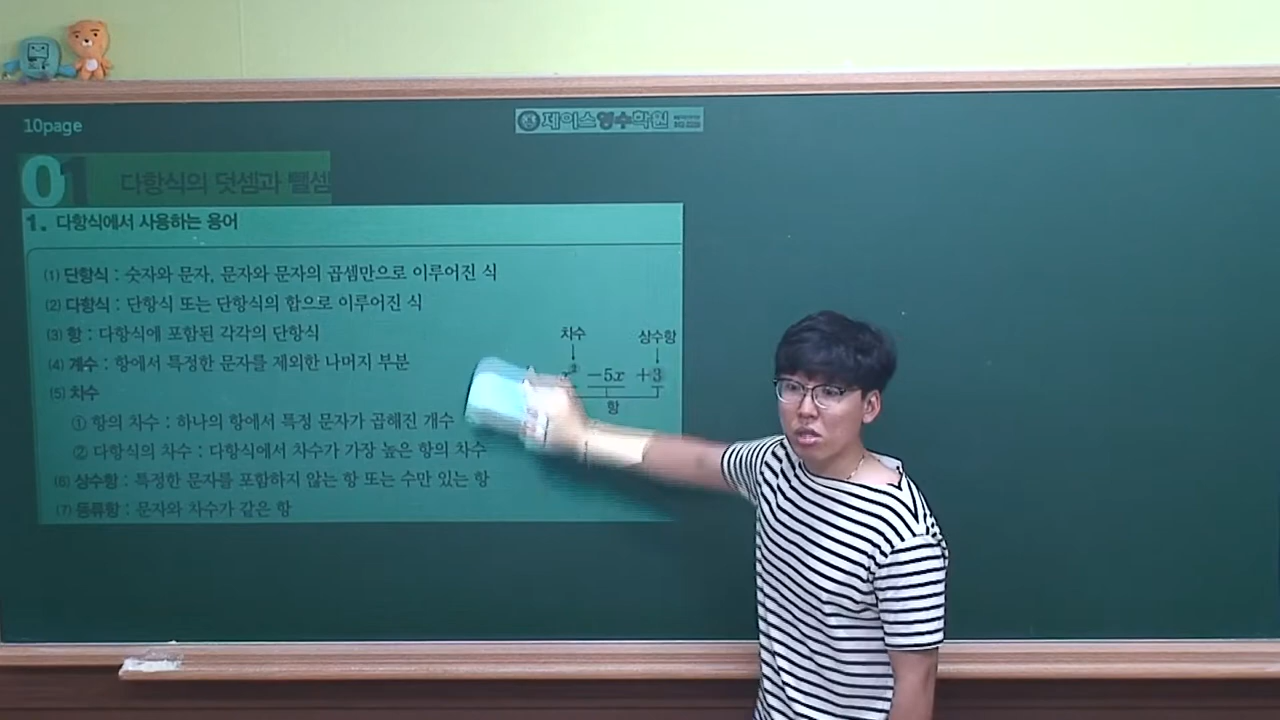 10page
제이스영수학원
01 다항식의 덧셈과 뺄셈
1. 다항식에서 사용하는 용어
(1) 단항식 : 숫자와 문자, 문자와 문자의 곱셈만으로 이루어진 식
(2) 다항식 : 단항식 또는 단항식의 합으로 이루어진 식
(3) 항 : 다항식에 포함된 각각의 단항식
(4) 계수 : 항에서 특정한 문자를 제외한 나머지 부분
(5) 차수
① 항의 차수 : 하나의 항에서 특정 문자가 곱해진 개수
② 다항식의 차수 : 다항식에서 차수가 가장 높은 항의 차수
(6) 상수항 : 특정한 문자를 포함하지 않는 항 또는 수만 있는 항
(7) 동류항 : 문자와 차수가 같은 항
차수 상수항
x² −5x +3
항